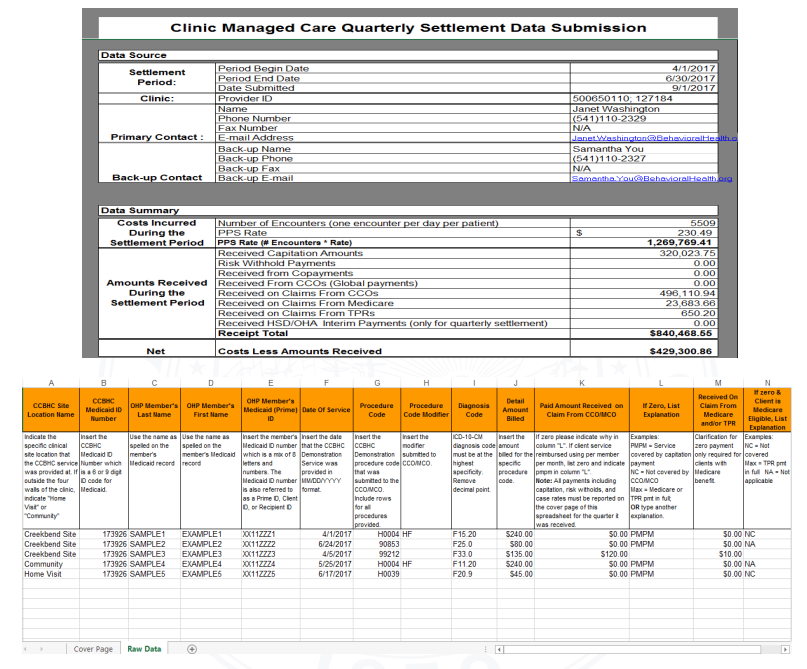 Clinic Managed Care Quarterly Settlement Data Submission
Data Source
Settlement Period:
Period Begin Date 4/1/2017
Period End Date 6/30/2017
Date Submitted 9/1/2017
Clinic: Provider ID 500650110; 127184
Primary Contact :
Name Janet Washington
Phone Number (541)110-2329
Fax Number N/A
E-mail Address Janet.Washington@BehavioralHealth.o
Back-up Contact
Back-up Name Samantha You
Back-up Phone (541)110-2327
Back-up Fax N/A
Back-up E-mail Samantha.You@BehavioralHealth.org
Data Summary
Costs Incurred
During the
Settlement Period
Number of Encounters (one encounter per day per patient) 5509
PPS Rate $ 230.49
PPS Rate (# Encounters * Rate) 1,269,769.41
Amounts Received
During the
Settlement Period
Received Capitation Amounts 320,023.75
Risk Withhold Payments 0.00
Received from Copayments 0.00
Received From CCOs (Global payments) 0.00
Received on Claims From CCOs 496,110.94
Received on Claims From Medicare 23,683.66
Received on Claims From TPRs 650.20
Received HSD/OHA Interim Payments (only for quarterly settlement) 0.00
Receipt Total $840,468.55
Net Costs Less Amounts Received $429,300.86
A B C D E F G H I J K L M N
CCBHC Site
Location Name
CCBHC
Medicaid ID
Number
OHP Member's
Last Name
OHP Member's
First Name
OHP Member's
Medicaid (Prime)
ID
Date Of Service
Procedure
Code
Procedure
Code Modifier
Diagnosis
Code
Detail
Amount
Billed
Paid Amount Received on
Claim From CCO/MCO
If Zero, List
Explanation
Received On
Claim From
Medicare
and/or TPR
If zero &
Client is
Medicare
Eligible, List
Explanation
Indicate the
specific clinical
site location that
the CCBHC service
was provided at. If
outside the four
walls of the clinic,
indicate "Home
Visit" or
"Community"
Insert the
CCBHC
Medicaid ID
Number which
is a 6 or 9 digit
ID code for
Medicaid.
Use the name as
spelled on the
member's
Medicaid record
Use the name as
spelled on the
member's Medicaid
record
Insert the member's
Medicaid ID number
which is a mix of 8
letters and
numbers. The
Medicaid ID number
is also referred to
as a Prime ID, Client
ID, or Recipient ID
Insert the date
that the CCBHC
Demonstration
Service was
provided in
MM/DD/YYYY
format.
Insert the
CCBHC
Demonstration
procedure code
that was
submitted to the
CCO/MCO.
Include rows
for all
procedures
provided.
Insert the
modifier
submitted to
CCO/MCO.
ICD-10-CM
diagnosis code
must be at the
highest
specificity.
Remove
decimal point.
Insert the
amount
billed for the
specific
procedure
code.
If zero please indicate why in
column "L". If client service
reimbursed using per member
per month, list zero and indicate
pmpm in column "L".
Note: All payments including
capitation, risk witholds, and
case rates must be reported on
the cover page of this
spreadsheet for the quarter it
was received.
Examples:
PMPM = Service
covered by capitation
payment
NC = Not covered by
CCO/MCO
Max = Medicare or
TPR pmt in full;
OR type another
explanation.
Clarification for
zero payment
only required for
clients with
Medicare
benefit.
Examples:
NC = Not
covered
Max = TPR pmt
in full NA = Not
applicable
Creekbend Site 173926 SAMPLE1 EXAMPLE1 XX11ZZZ1 4/1/2017 H0004 HF F15.20 $240.00 $0.00 PMPM $0.00 NC
Creekbend Site 173926 SAMPLE2 EXAMPLE2 XX11ZZZ2 6/24/2017 90853 F25.0 $80.00 $0.00 PMPM $0.00 NA
Creekbend Site 173926 SAMPLE3 EXAMPLE3 XX11ZZZ3 4/5/2017 99212 F33.0 $135.00 $120.00 $10.00
Community 173926 SAMPLE4 EXAMPLE4 XX11ZZZ4 5/25/2017 H0004 HF F11.20 $240.00 $0.00 PMPM $0.00 NA
Home Visit 173926 SAMPLE5 EXAMPLE5 XX11ZZZ5 6/17/2017 H0039 F20.9 $45.00 $0.00 PMPM $0.00 NC
Cover Page Raw Data